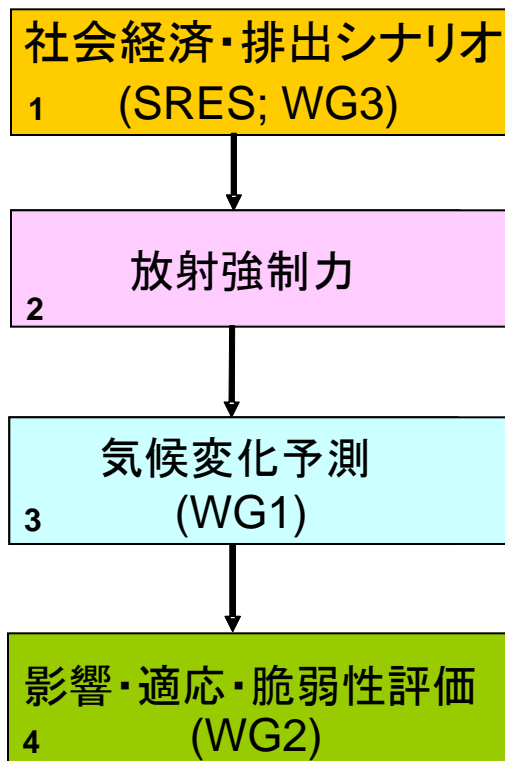 社会経済・排出シナリオ
1 (SRES; WG3)
放射強制力
2
気候変化予測
3 (WG1)
影響・適応・脆弱性評価
4 (WG2)